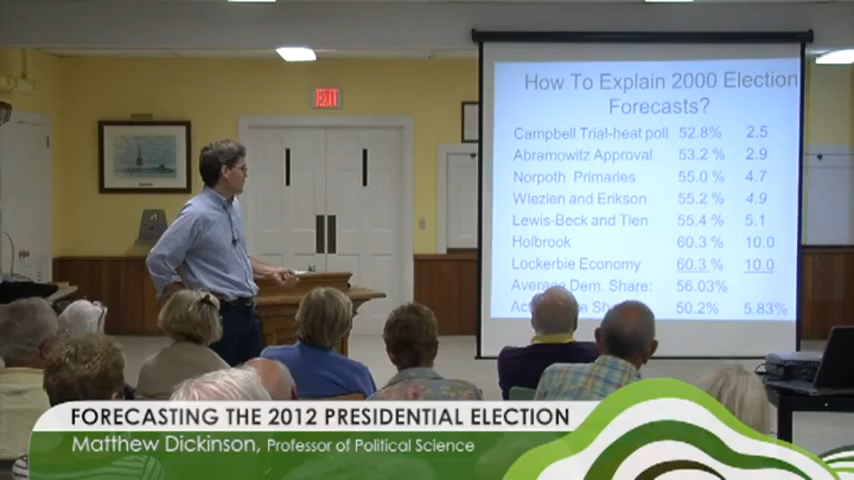 EXIT
How To Explain 2000 Election
Forecasts?
Campbell Trial-heat poll 52.8% 2.5
Abramowitz Approval 53.2 % 2.9
Norpoth Primaries 55.0 % 4.7
Wlezien and Erikson 55.2 % 4.9
Lewis-Beck and Tien 55.4 % 5.1
Holbrook 60.3 % 10.0
Lockerbie Economy 60.3 % 10.0
Average Dem. Share: 56.03%
50.2% 5.83%
FORECASTING THE 2012 PRESIDENTIAL ELECTION
Matthew Dickinson, Professor of Political Science